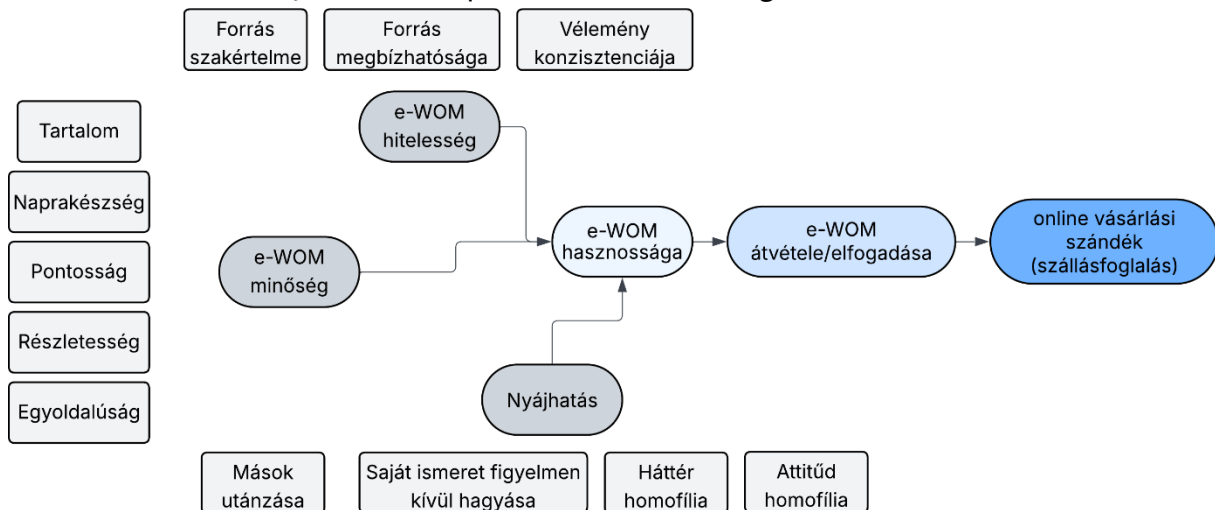 Forrás
szakértelme
Forrás
megbízhatósága
Vélemény
konzisztenciája
e-WOM
hitelesség
Tartalom
Naprakészség
Pontosság
Részletesség
Egyoldalúság
e-WOM
minőség
e-WOM
hasznossága
e-WOM
átvétele/elfogadása
online vásárlási
szándék
(szállásfoglalás)
Nyájhatás
Mások
utánzása
Saját ismeret figyelmen
kívül hagyása
Háttér
homofília
Attitűd
homofília